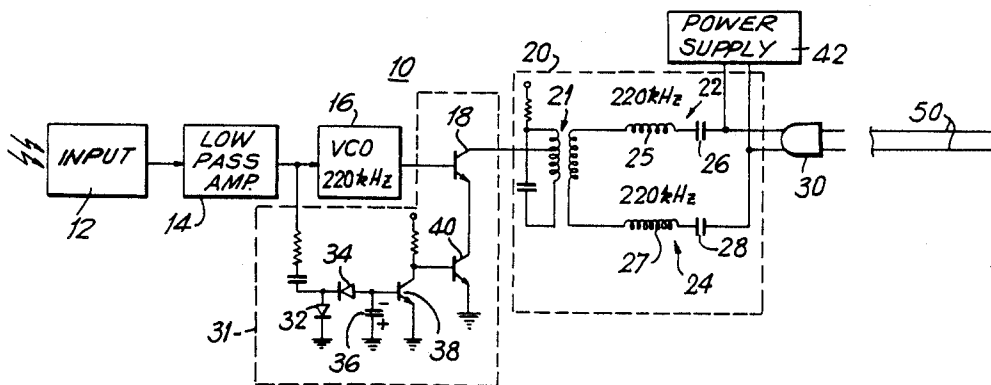 POWER
SUPPLY
42
20
10
16
18
21
220kHz
22
50
INPUT
LOW
PASS
AMP.
VCO
220kHz
25
26
30
12
14
220kHz
40
34
27
24
28
31
32
-
+
36
38